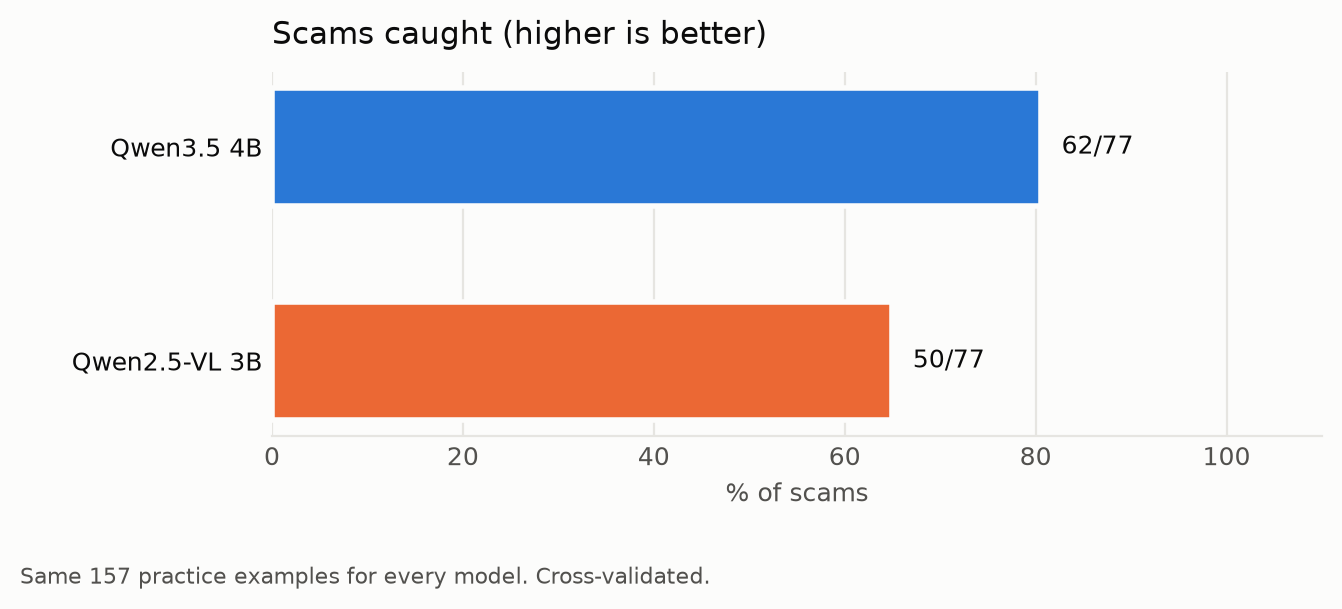 Scams caught (higher is better)
Qwen3.5 4B
62/77
Qwen2.5-VL 3B
50/77
0 20 40 60 80 100
% of scams
Same 157 practice examples for every model. Cross-validated.